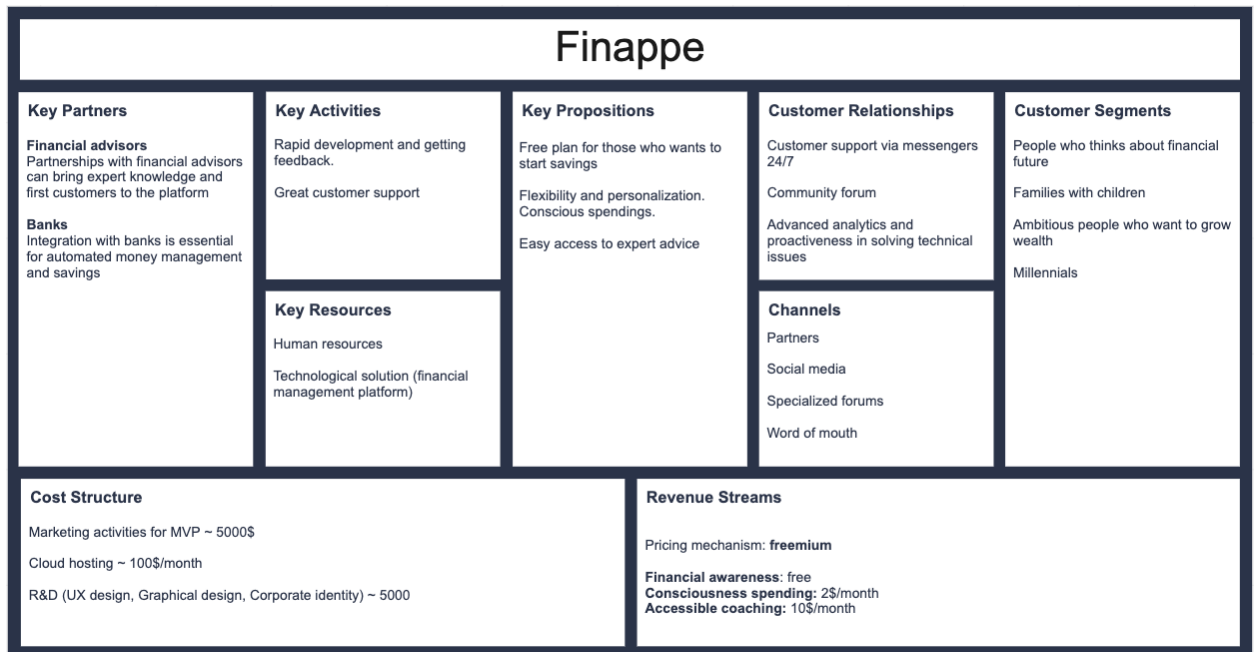 Finappe
Key Partners
Financial advisors
Partnerships with financial advisors
can bring expert knowledge and
first customers to the platform
Banks
Integration with banks is essential
for automated money management
and savings
Key Activities
Rapid development and getting
feedback.
Great customer support
Key Resources
Human resources
Technological solution (financial
management platform)
Key Propositions
Free plan for those who wants to
start savings
Flexibility and personalization.
Conscious spendings.
Easy access to expert advice
Customer Relationships
Customer support via messengers
24/7
Community forum
Advanced analytics and
proactiveness in solving technical
issues
Channels
Partners
Social media
Specialized forums
Word of mouth
Customer Segments
People who thinks about financial
future
Families with children
Ambitious people who want to grow
wealth
Millennials
Cost Structure
Marketing activities for MVP ~ 5000$
Cloud hosting ~ 100$/month
R&D (UX design, Graphical design, Corporate identity) ~ 5000
Revenue Streams
Pricing mechanism: freemium
Financial awareness: free
Consciousness spending: 2$/month
Accessible coaching: 10$/month